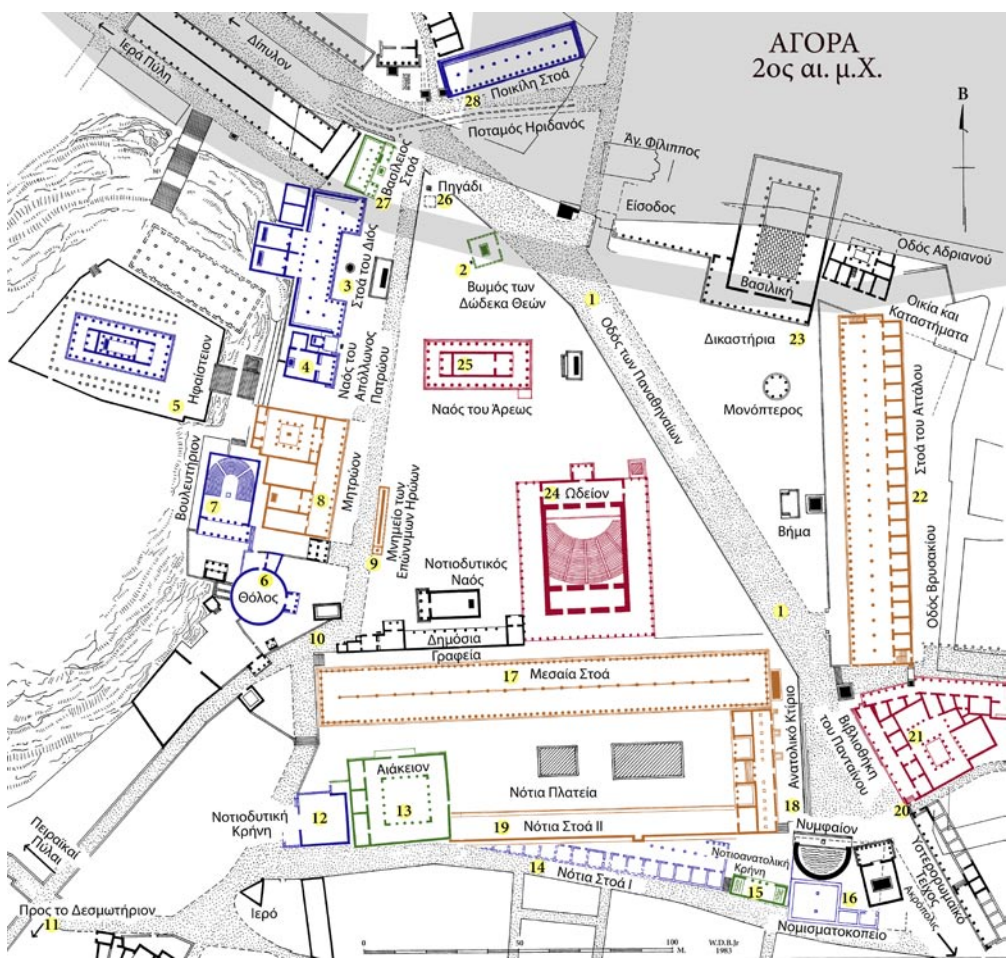 ΑΓΟΡΑ
2ος αι. μ.Χ.
Β
Ιερά Πύλη
Δίπυλον
Ποικίλη Στοά
28
Ποταμός Ηριδανός
Βασίλειος
Στοά
27
Πηγάδι
26
Άγ. Φίλιππος
Είσοδος
Οδός Αδριανού
2
Βωμός των
Δώδεκα Θεών
1
Οδός των Παναθηναίων
Βασιλική
Δικαστήρια
23
Οικία και
Καταστήματα
3
Στοά του Διός
4
Ναός του
Απόλλωνος
Πατρώου
Ηφαίστειον
5
25
Ναός του Άρεως
Μονόπτερος
Στοά του Αττάλου
22
Οδός Βρυσακίου
Βουλευτήριον
7
8
Μητρώον
9
Μνημείο των
Επώνυμων Ηρώων
24
Ωδείον
Βήμα
6
Θόλος
Νοτιοδυτικός
Ναός
10
Δημόσια
Γραφεία
1
17
Μεσαία Στοά
Ανατολικό Κτίριο
18
Βιβλιοθήκη
του Πανταίνου
21
20
Αιάκειον
13
Νοτιοδυτική
Κρήνη
12
Νότια Πλατεία
19
Νότια Στοά ΙΙ
14
Νότια Στοά Ι
Νοτιοανατολική
Κρήνη
15
Νυμφαίον
16
Νομισματοκοπείο
Υστερορωμαϊκό
Τείχος
Ακρόπολις
Πειραϊκαί
Πύλαι
Προς το Δεσμωτήριον
11
Ιερό
0
50
100
Μ.
W.D.B.Jr
1983